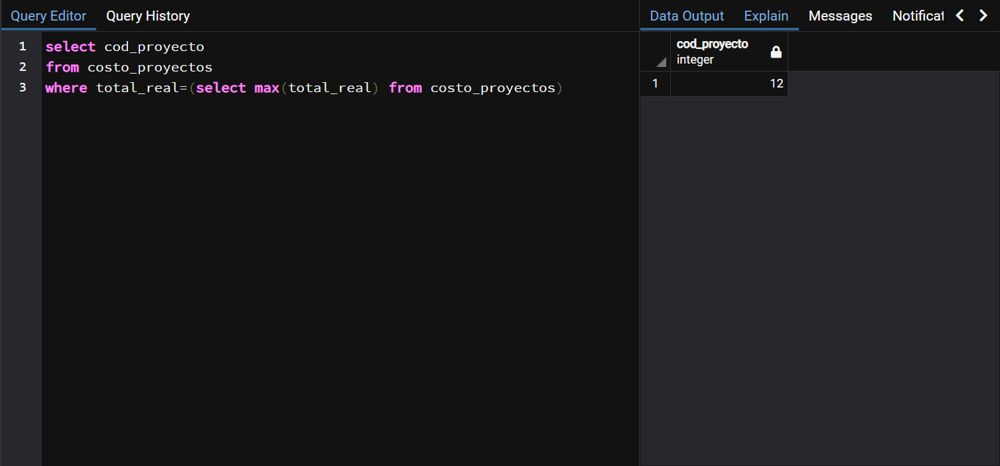 Query Editor Query History
1 select cod_proyecto
2 from costo_proyectos
3 where total_real=(select max(total_real) from costo_proyectos)
Data Output Explain Messages Notificat
cod_proyecto
integer
1 12